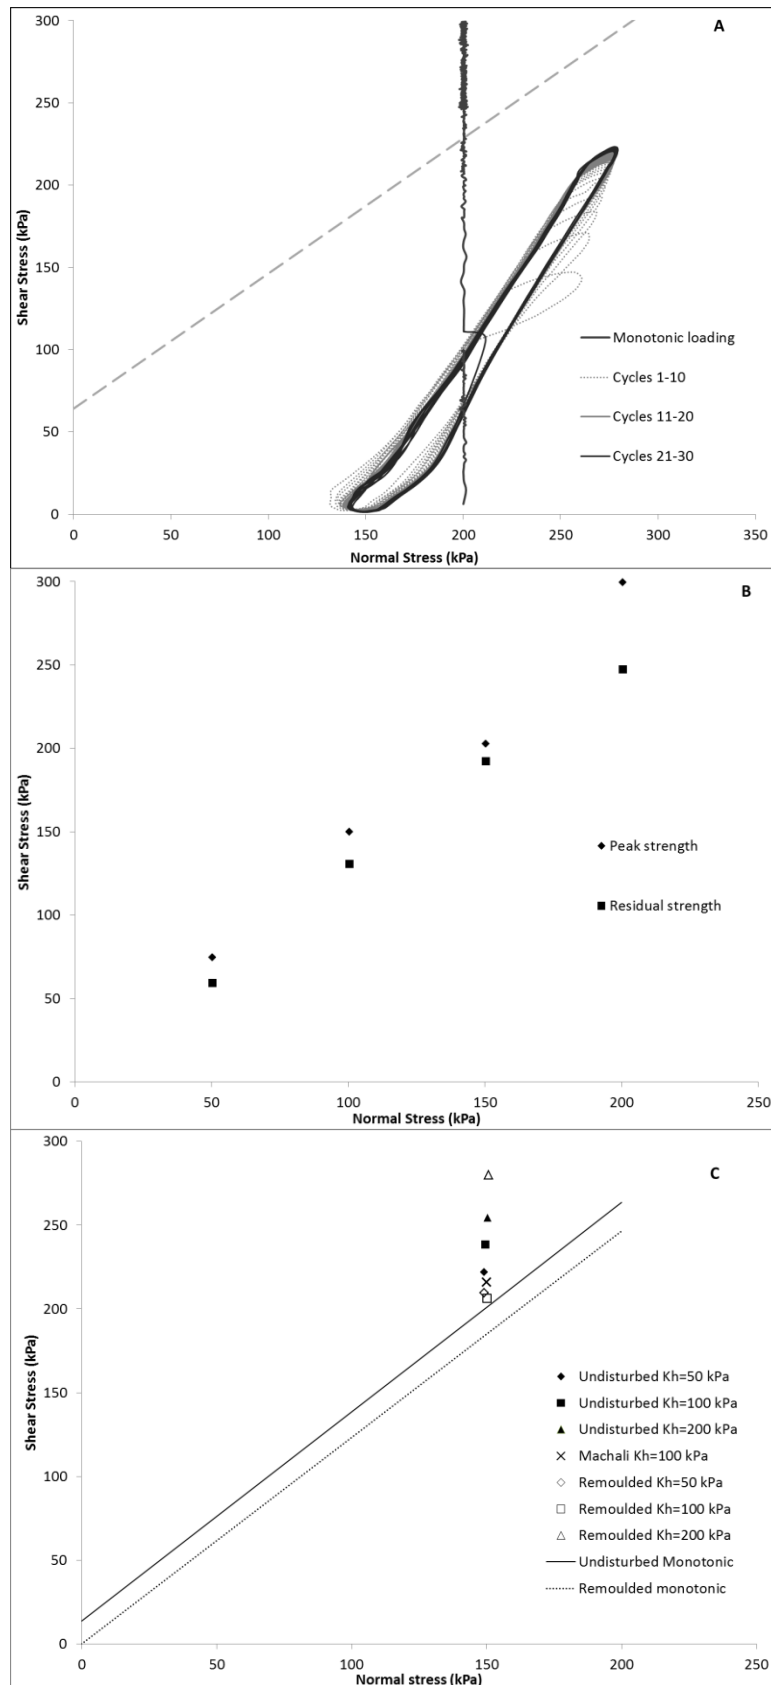 A
300
250
200
150
100
50
0
Shear Stress (kPa)
Monotonic loading
Cycles 1-10
Cycles 11-20
Cycles 21-30
0 50 100 150 200 250 300 350
Normal Stress (kPa)
B
300
250
200
150
100
50
0
Shear Stress (kPa)
Peak strength
Residual strength
0 50 100 150 200 250
Normal Stress (kPa)
C
300
250
200
150
100
50
0
Shear Stress (kPa)
Undisturbed Kh=50 kPa
Undisturbed Kh=100 kPa
Undisturbed Kh=200 kPa
Machali Kh=100 kPa
Remoulded Kh=50 kPa
Remoulded Kh=100 kPa
Remoulded Kh=200 kPa
Undisturbed Monotonic
Remoulded monotonic
0 50 100 150 200 250
Normal stress (kPa)